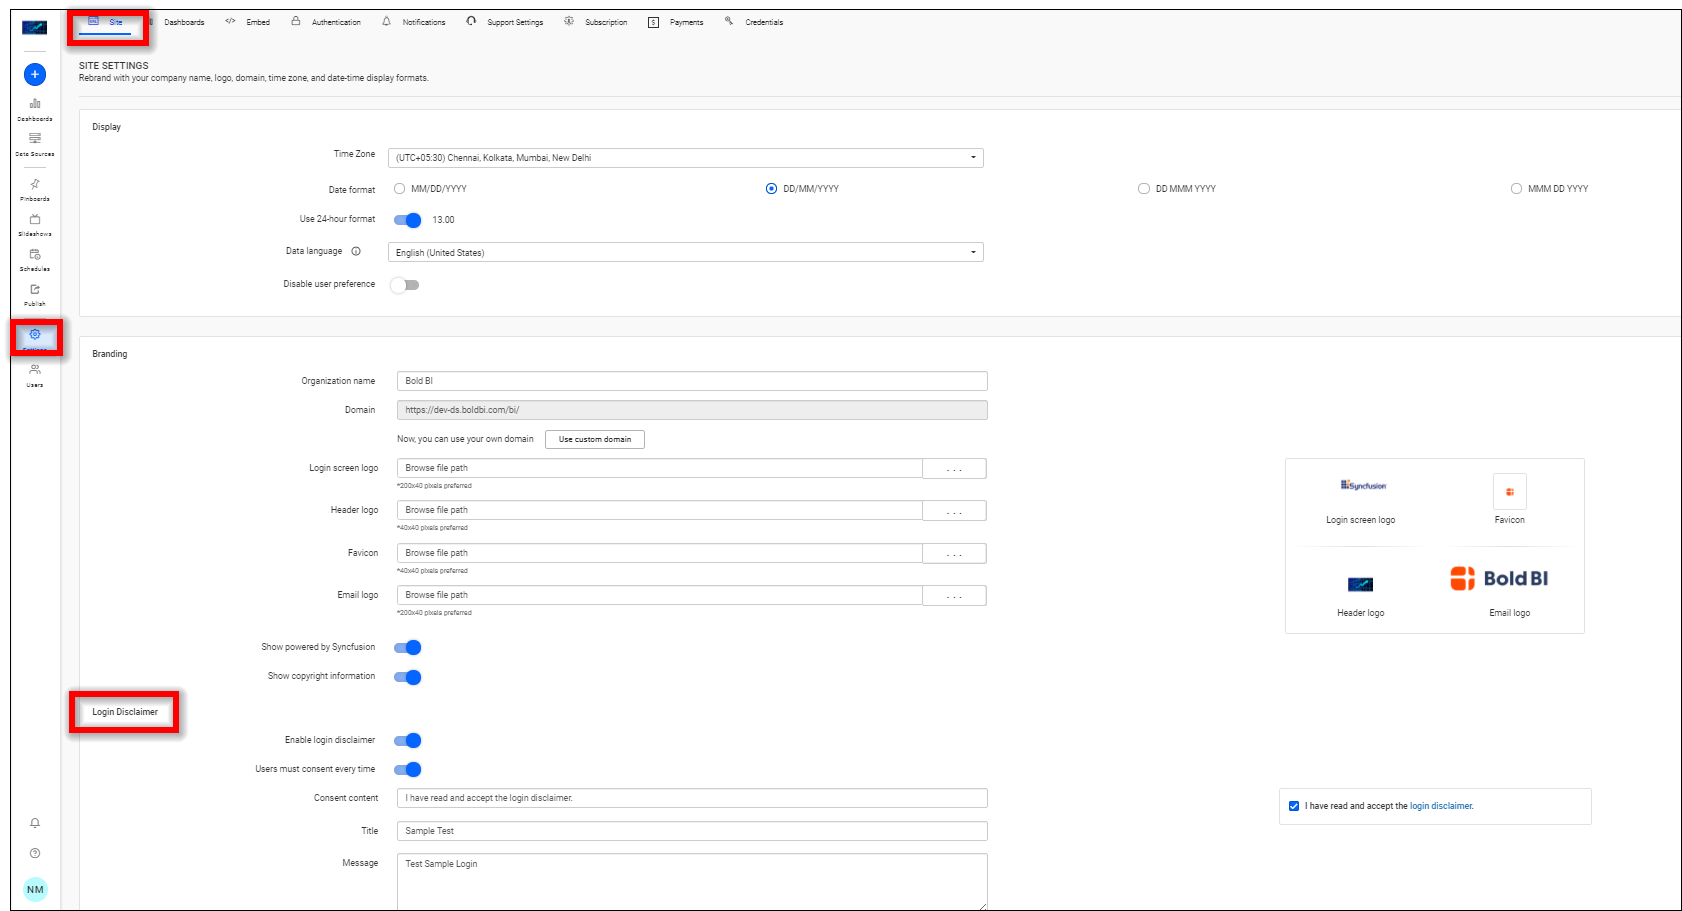 Site Dashboards Embed Authentication Notifications Support Settings Subscription $ Payments Credentials
SITE SETTINGS
Rebrand with your company name, logo, domain, time zone, and date-time display formats.
Dashboards
Data Sources
Pinboards
Slideshows
Schedules
Publish
Users
NM
Display
Time Zone (UTC+05:30) Chennai, Kolkata, Mumbai, New Delhi
Date format MM/DD/YYYY DD/MM/YYYY DD MMM YYYY MMM DD YYYY
Use 24-hour format 13.00
Data language English (United States)
Disable user preference
Branding
Organization name Bold BI
Domain https://dev-ds.boldbi.com/bi/
Now, you can use your own domain Use custom domain
Login screen logo Browse file path ...
*200x40 pixels preferred
Header logo Browse file path ...
*40x40 pixels preferred
Favicon Browse file path ...
*40x40 pixels preferred
Email logo Browse file path ...
*200x40 pixels preferred
Syncfusion
Login screen logo Favicon
Bold BI
Header logo Email logo
Show powered by Syncfusion
Show copyright information
Login Disclaimer
Enable login disclaimer
Users must consent every time
Consent content I have read and accept the login disclaimer.
I have read and accept the login disclaimer.
Title Sample Test
Message Test Sample Login